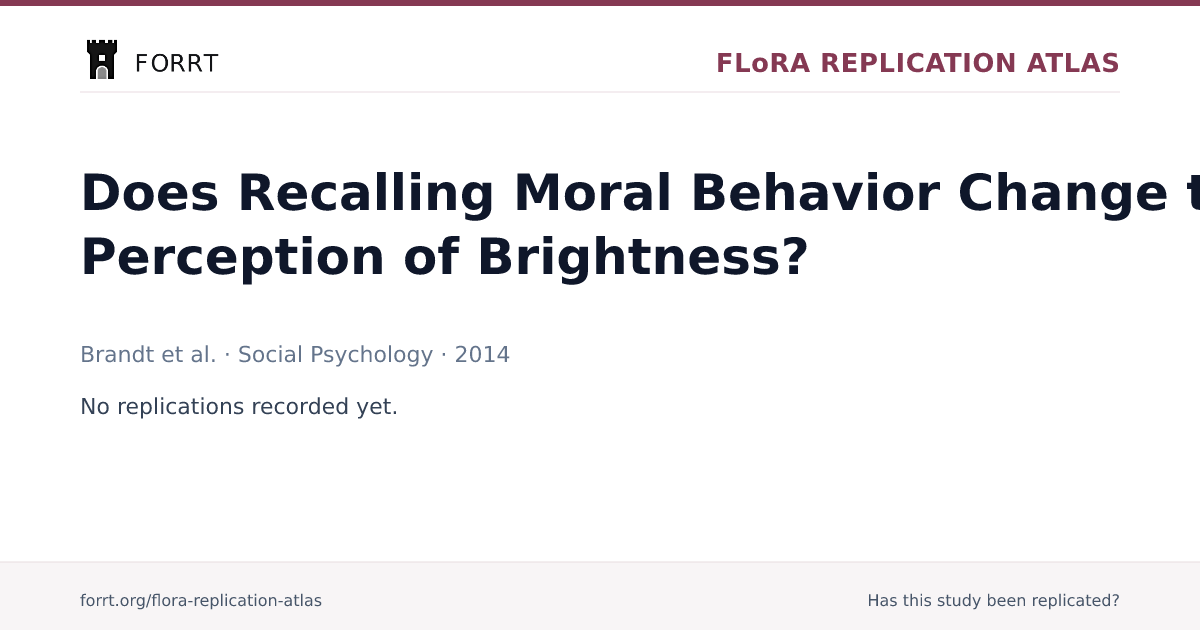 FORRT
FLoRA REPLICATION ATLAS
Does Recalling Moral Behavior Change
Perception of Brightness?
Brandt et al. · Social Psychology · 2014
No replications recorded yet.
forrt.org/flora-replication-atlas
Has this study been replicated?